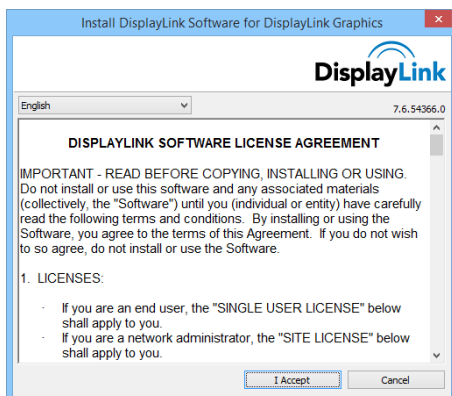 Install DisplayLink Software for DisplayLink Graphics
DisplayLink
English
7.6.54366.0
DISPLAYLINK SOFTWARE LICENSE AGREEMENT
IMPORTANT - READ BEFORE COPYING, INSTALLING OR USING.
Do not install or use this software and any associated materials
(collectively, the "Software") until you (individual or entity) have carefully
read the following terms and conditions.  By installing or using the
Software, you agree to the terms of this Agreement.  If you do not wish
to so agree, do not install or use the Software.
1. LICENSES:
· If you are an end user, the "SINGLE USER LICENSE" below
shall apply to you.
· If you are a network administrator, the "SITE LICENSE" below
shall apply to you.
I Accept
Cancel